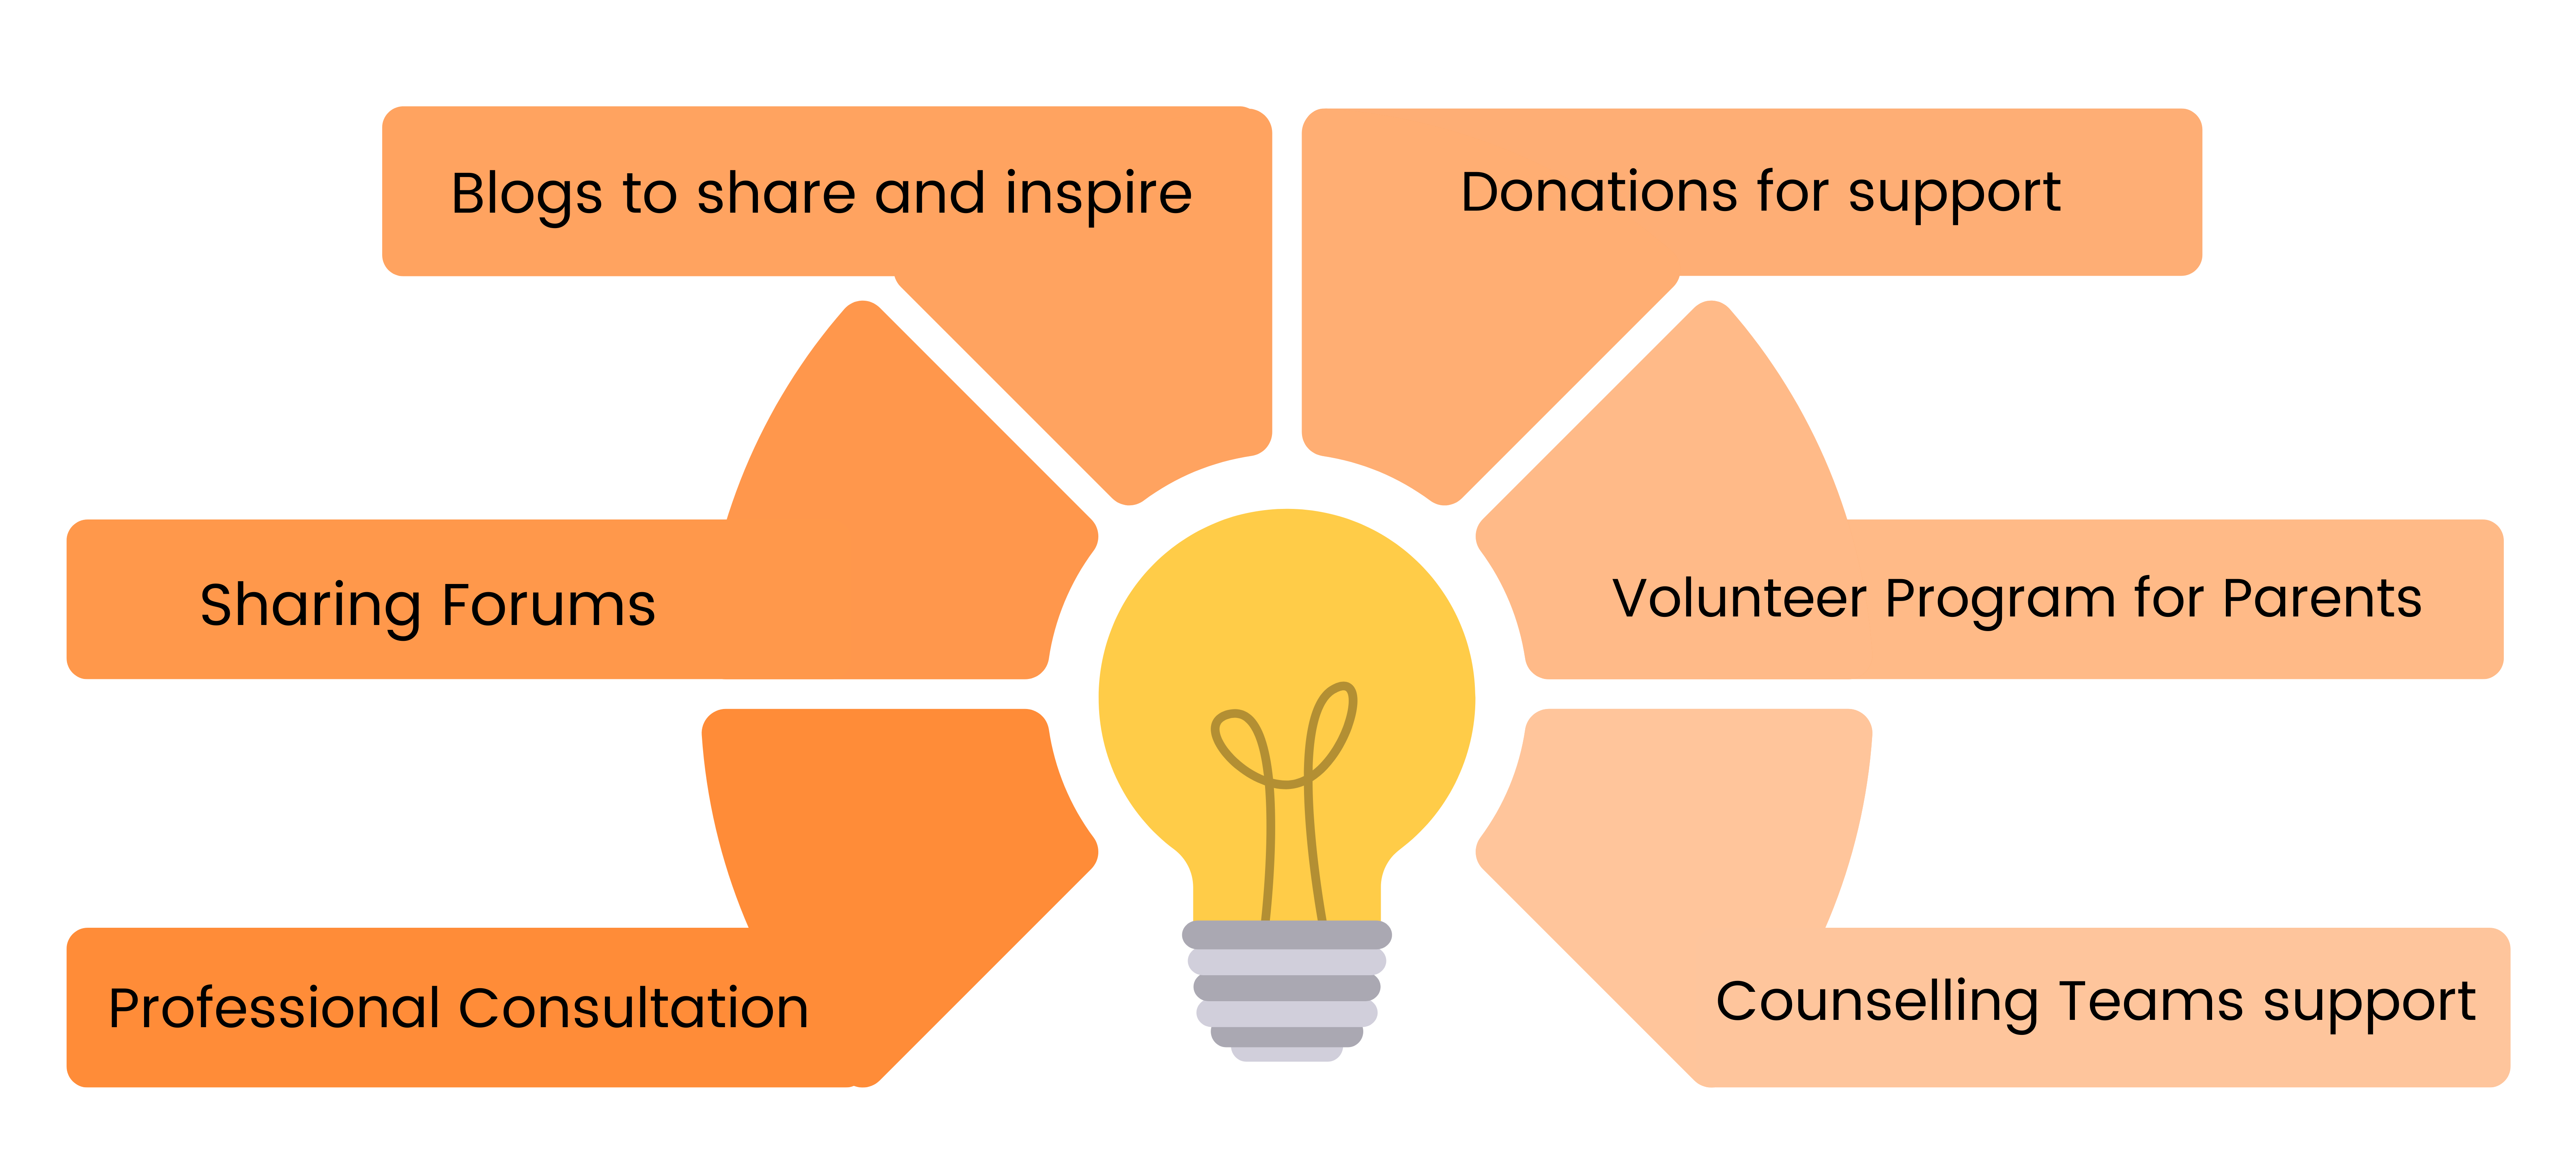 Blogs to share and inspire
Donations for support
Sharing Forums
Volunteer Program for Parents
Professional Consultation
Counselling Teams support